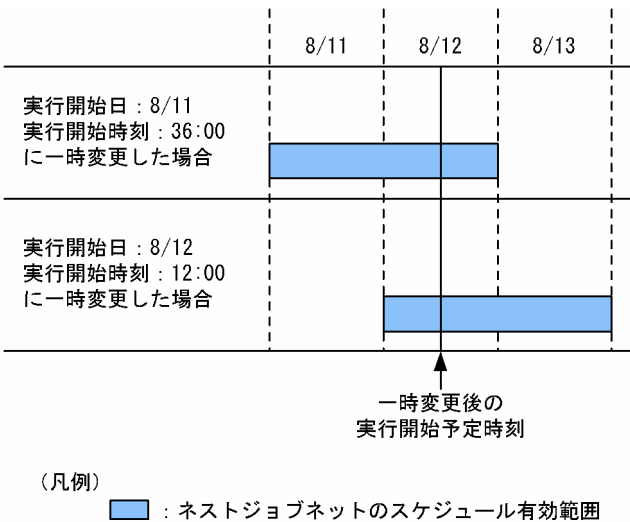 8/11 8/12 8/13
実行開始日：8/11
実行開始時刻：36:00
に一時変更した場合
実行開始日：8/12
実行開始時刻：12:00
に一時変更した場合
一時変更後の
実行開始予定時刻
（凡例）
：ネストジョブネットのスケジュール有効範囲